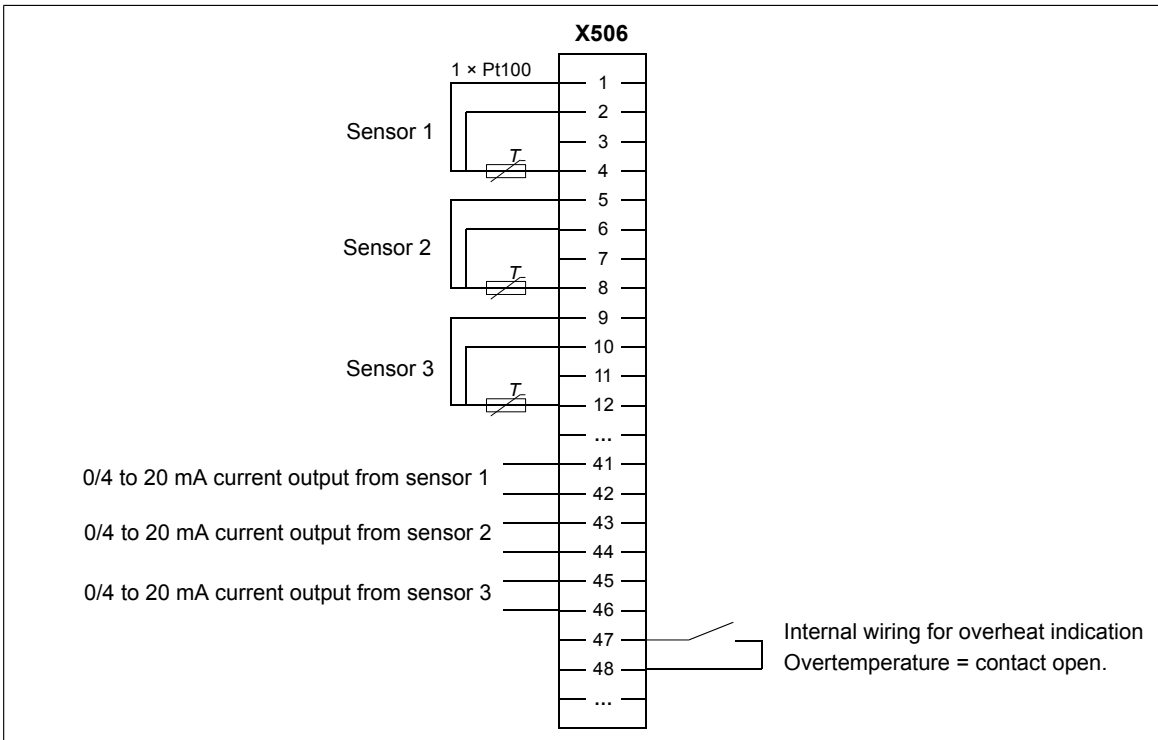 X506
1 × Pt100
1
2
Sensor 1
3
T
4
5
6
Sensor 2
7
T
8
9
10
Sensor 3
11
T
12
...
41
0/4 to 20 mA current output from sensor 1
42
43
0/4 to 20 mA current output from sensor 2
44
45
0/4 to 20 mA current output from sensor 3
46
47
Internal wiring for overheat indication
48
Overtemperature = contact open.
...